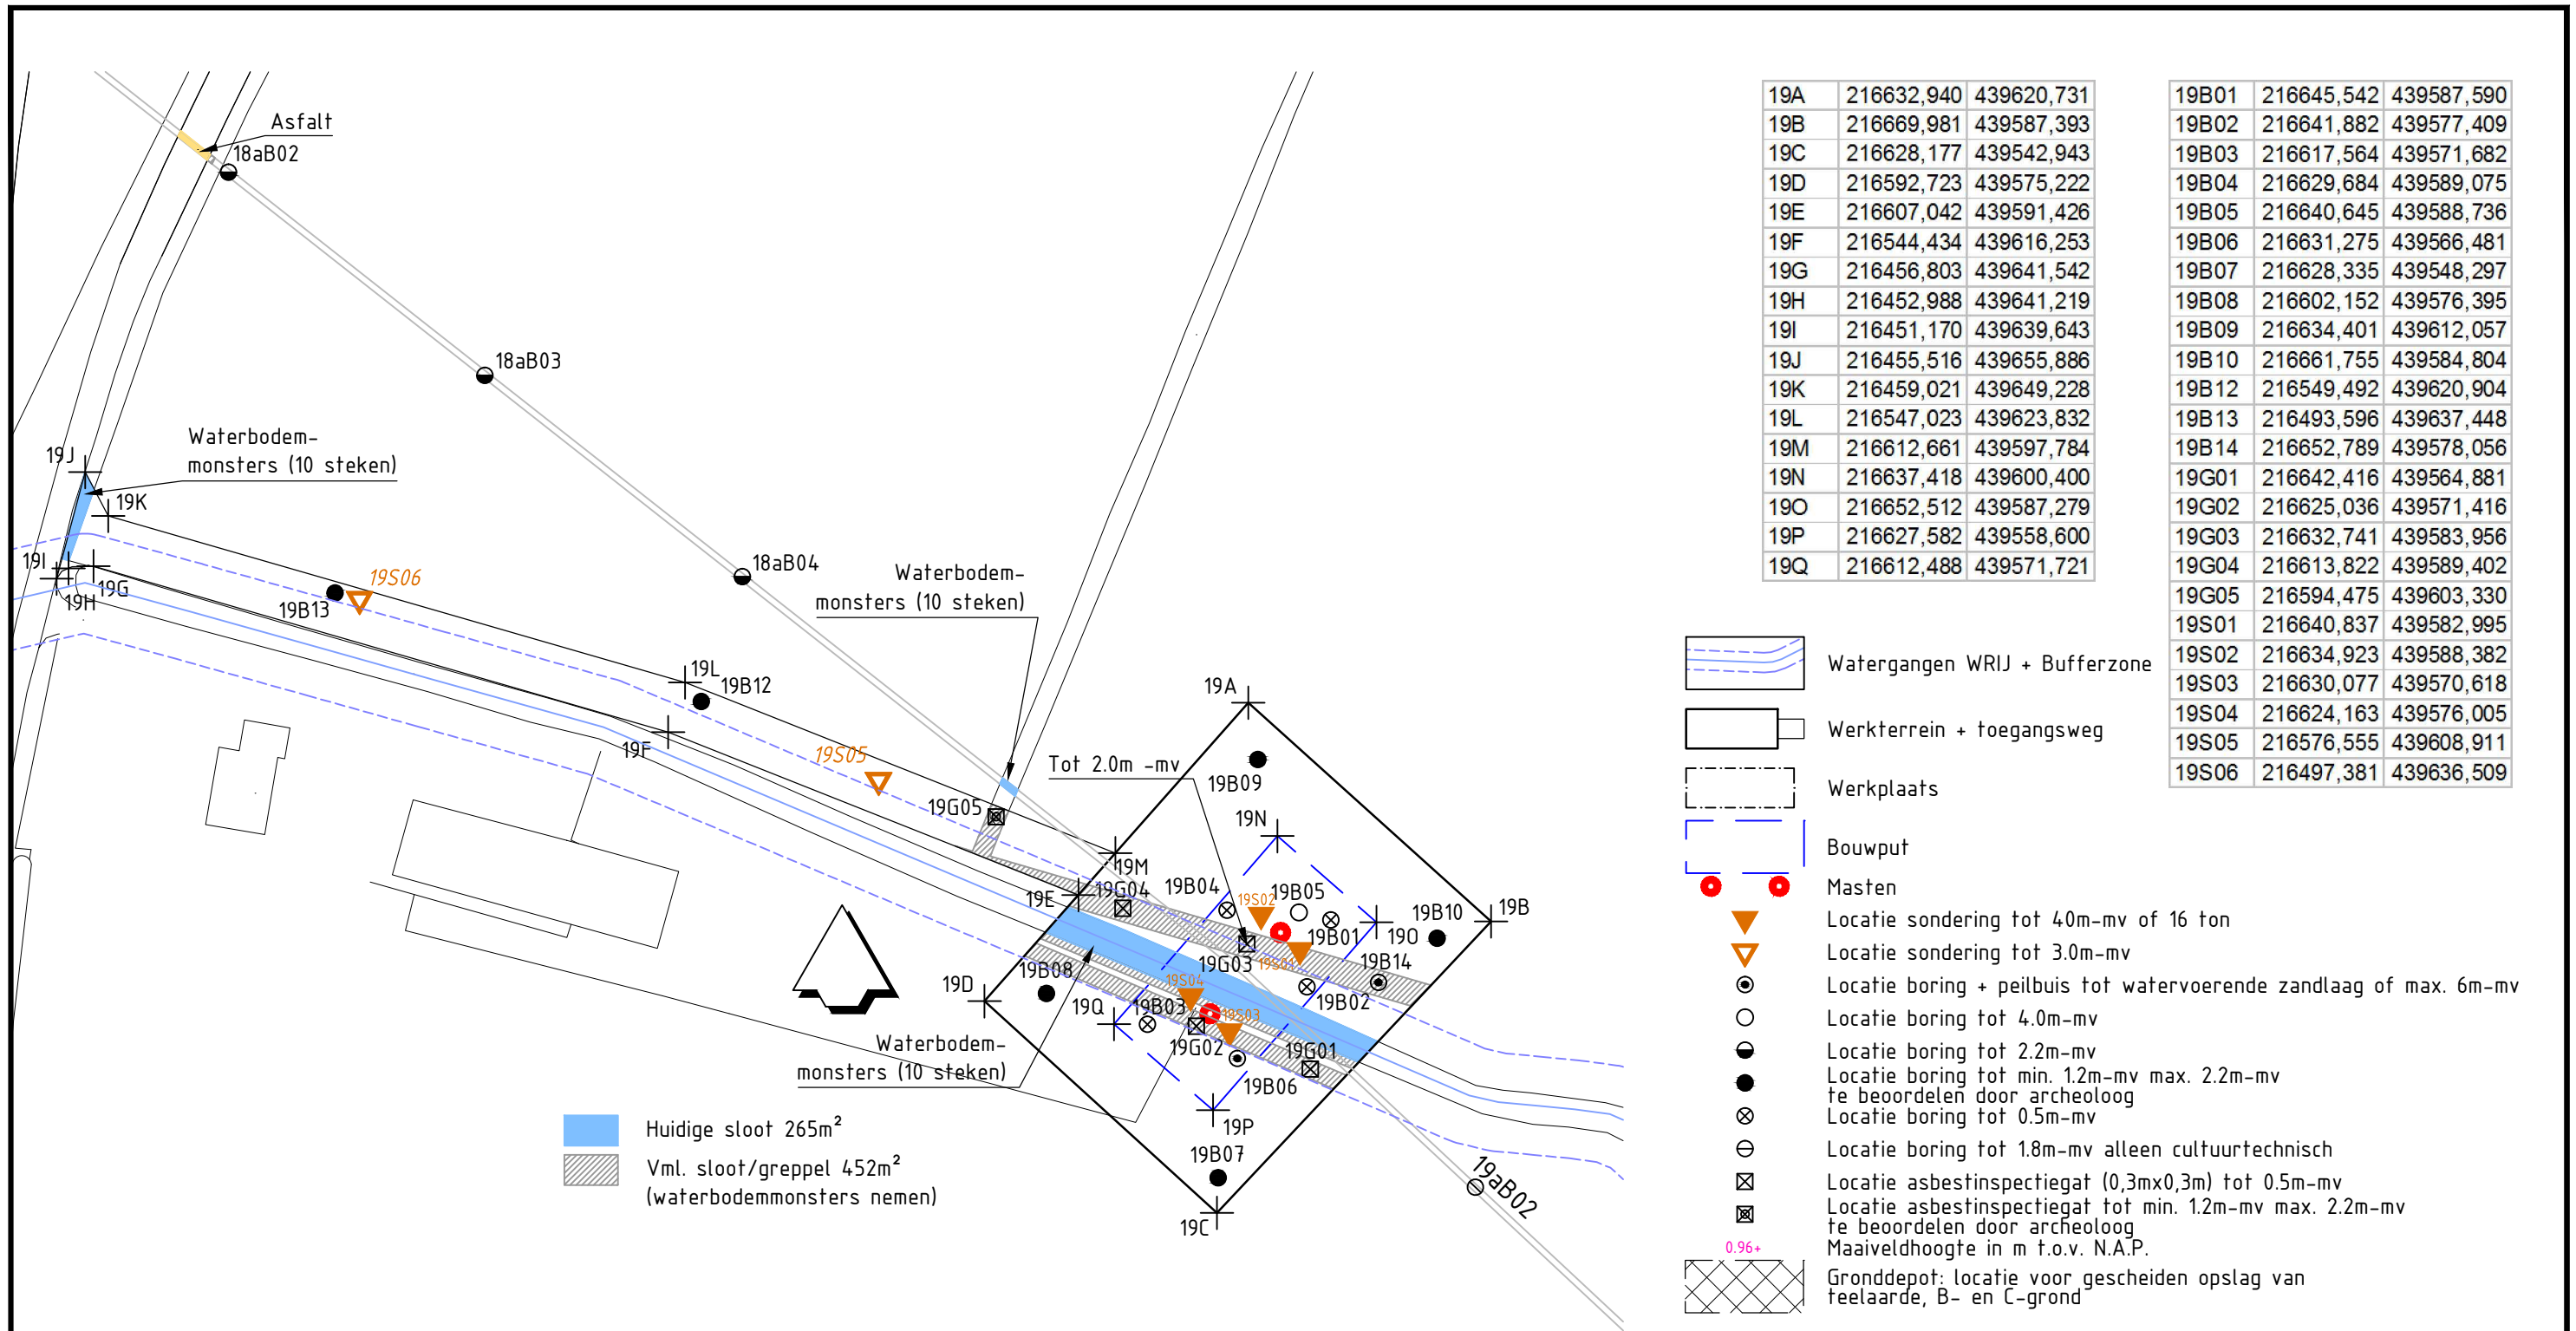 Asfalt
18aB02
18aB03
18aB04
Waterbodem-
monsters (10 steken)
19J
19K
19I
19H
19G
19B13
19S06
19L
19B12
19F
19S05
Waterbodem-
monsters (10 steken)
19G05
Tot 2.0m -mv
19A
19B09
19N
19M
19E
19G04
19B04
19S02
19B05
19B01
19O
19B10
19B
19G03
19S01
19B14
19B02
19D
19B08
19Q
19B03
19S04
19S03
19G02
19G01
19B06
19P
19B07
19C
19aB02
Waterbodem-
monsters (10 steken)
Huidige sloot 265m²
Vml. sloot/greppel 452m²
(waterbodemmonsters nemen)
19A 216632,940 439620,731
19B 216669,981 439587,393
19C 216628,177 439542,943
19D 216592,723 439575,222
19E 216607,042 439591,426
19F 216544,434 439616,253
19G 216456,803 439641,542
19H 216452,988 439641,219
19I 216451,170 439639,643
19J 216455,516 439655,886
19K 216459,021 439649,228
19L 216547,023 439623,832
19M 216612,661 439597,784
19N 216637,418 439600,400
19O 216652,512 439587,279
19P 216627,582 439558,600
19Q 216612,488 439571,721
19B01 216645,542 439587,590
19B02 216641,882 439577,409
19B03 216617,564 439571,682
19B04 216629,684 439589,075
19B05 216640,645 439588,736
19B06 216631,275 439566,481
19B07 216628,335 439548,297
19B08 216602,152 439576,395
19B09 216634,401 439612,057
19B10 216661,755 439584,804
19B12 216549,492 439620,904
19B13 216493,596 439637,448
19B14 216652,789 439578,056
19G01 216642,416 439564,881
19G02 216625,036 439571,416
19G03 216632,741 439583,956
19G04 216613,822 439589,402
19G05 216594,475 439603,330
19S01 216640,837 439582,995
19S02 216634,923 439588,382
19S03 216630,077 439570,618
19S04 216624,163 439576,005
19S05 216576,555 439608,911
19S06 216497,381 439636,509
Watergangen WRIJ + Bufferzone
Werkterrein + toegangsweg
Werkplaats
Bouwput
Masten
Locatie sondering tot 40m-mv of 16 ton
Locatie sondering tot 3.0m-mv
Locatie boring + peilbuis tot watervoerende zandlaag of max. 6m-mv
Locatie boring tot 4.0m-mv
Locatie boring tot 2.2m-mv
Locatie boring tot min. 1.2m-mv max. 2.2m-mv
te beoordelen door archeoloog
Locatie boring tot 0.5m-mv
Locatie boring tot 1.8m-mv alleen cultuurtechnisch
Locatie asbestinspectiegat (0,3mx0,3m) tot 0.5m-mv
Locatie asbestinspectiegat tot min. 1.2m-mv max. 2.2m-mv
te beoordelen door archeoloog
0.96+ Maaiveldhoogte in m t.o.v. N.A.P.
Gronddepot: locatie voor gescheiden opslag van
teelaarde, B- en C-grond